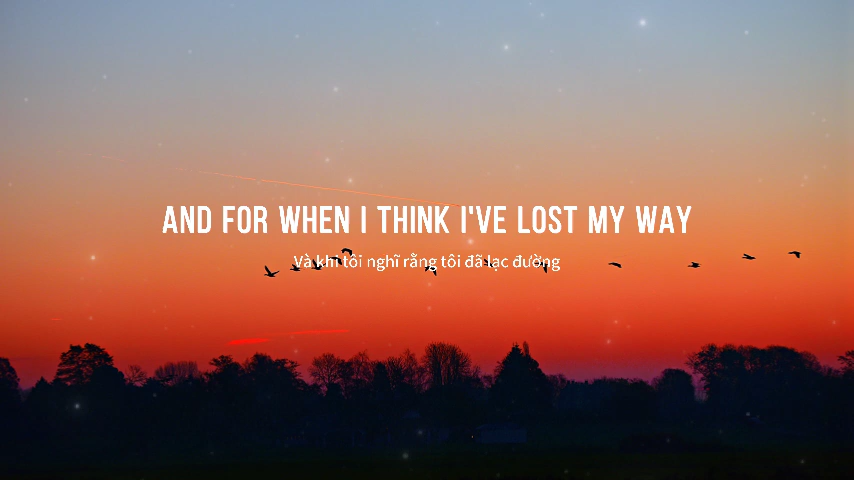 AND FOR WHEN I THINK I'VE LOST MY WAY
Và khi tôi nghĩ rằng tôi đã lạc đường